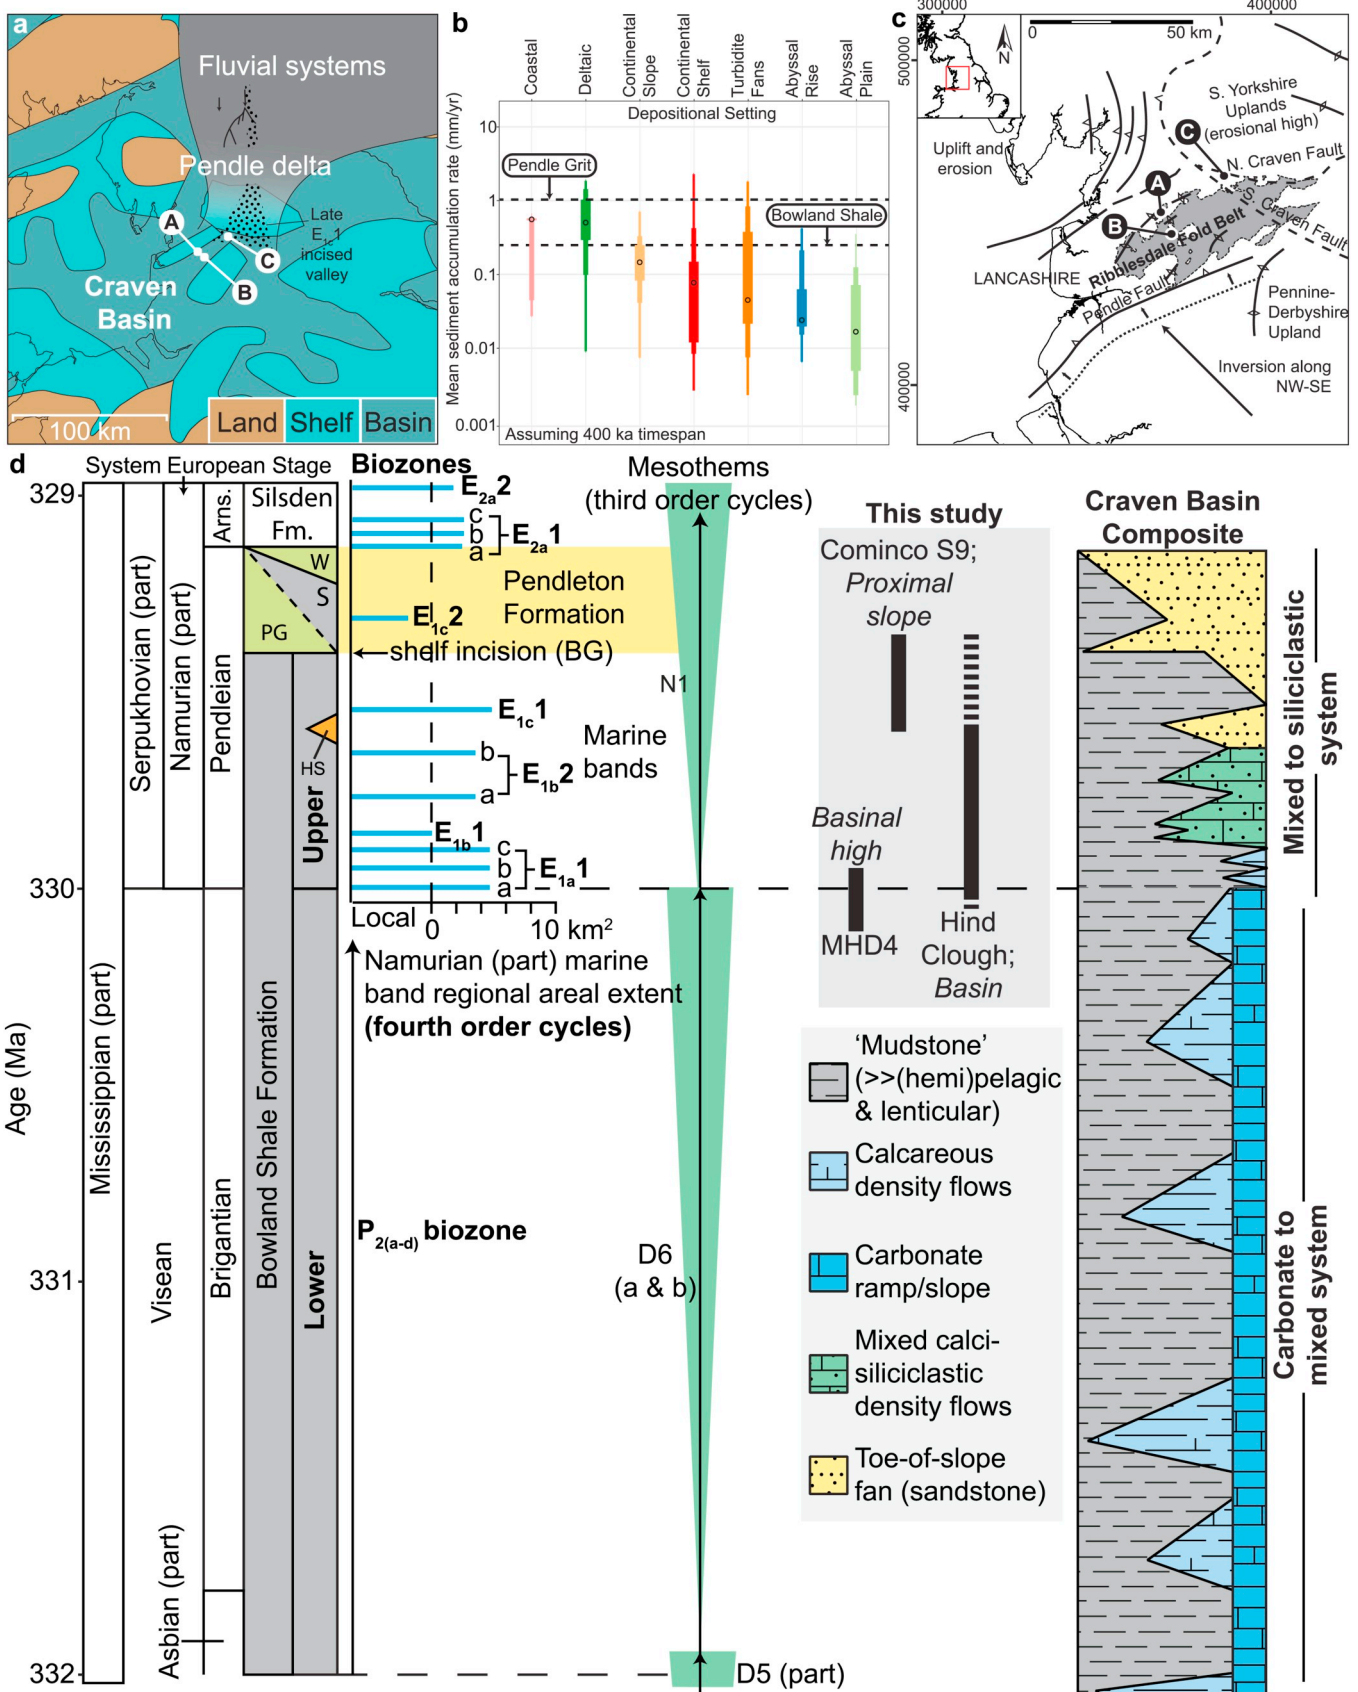 a
Fluvial systems
Pendle delta
A
Late
E1c1
incised
valley
C
B
Craven
Basin
100 km
Land
Shelf
Basin
b
Coastal
Deltaic
Continental
Slope
Continental
Shelf
Turbidite
Fans
Abyssal
Rise
Abyssal
Plain
Depositional Setting
Mean sediment accumulation rate (mm/yr)
10
1
0.1
0.01
0.001
Pendle Grit
Bowland Shale
Assuming 400 ka timespan
c
300000
400000
0
50 km
N
500000
400000
S. Yorkshire
Uplands
(erosional high)
C
Uplift and
erosion
N. Craven Fault
A
S. Craven Fault
B
Ribblesdale Fold Belt
LANCASHIRE
Pendle Fault
Pennine-
Derbyshire
Upland
Inversion along
NW-SE
d
System European Stage
Biozones
Mesothems
(third order cycles)
329
330
331
332
Age (Ma)
Mississippian (part)
Serpukhovian (part)
Namurian (part)
Visean
Arns.
Pendleian
Brigantian
Asbian (part)
Silsden
Fm.
W
S
PG
HS
Bowland Shale Formation
Upper
Lower
E2a2
c
b
a
E2a1
Pendleton
Formation
E1c2
shelf incision (BG)
N1
E1c1
Marine
bands
b
a
E1b2
E1b1
c
b
a
E1a1
Local
0
10 km2
Namurian (part) marine
band regional areal extent
(fourth order cycles)
P2(a-d) biozone
D6
(a & b)
D5 (part)
This study
Cominco S9;
Proximal
slope
Basinal
high
MHD4
Hind
Clough;
Basin
‘Mudstone’
(>>(hemi)pelagic
& lenticular)
Calcareous
density flows
Carbonate
ramp/slope
Mixed calci-
siliciclastic
density flows
Toe-of-slope
fan (sandstone)
Craven Basin
Composite
Mixed to siliciclastic
system
Carbonate to
mixed system